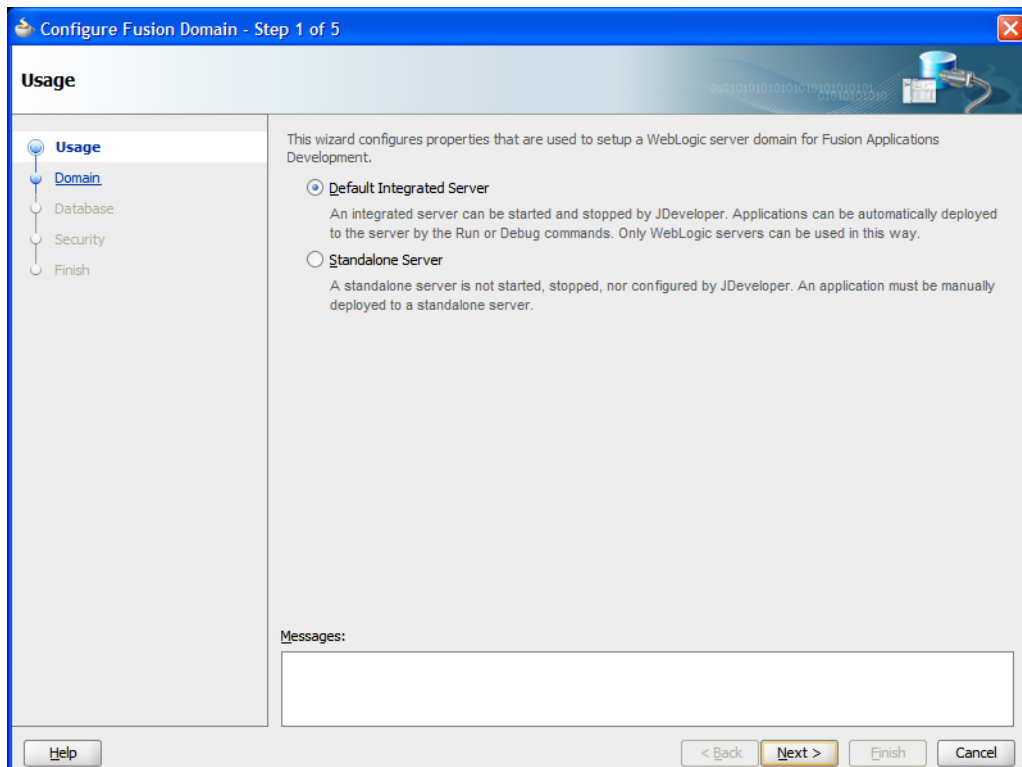 Configure Fusion Domain - Step 1 of 5
Usage
Usage
Domain
Database
Security
Finish
This wizard configures properties that are used to setup a WebLogic server domain for Fusion Applications
Development.
Default Integrated Server
An integrated server can be started and stopped by JDeveloper. Applications can be automatically deployed
to the server by the Run or Debug commands. Only WebLogic servers can be used in this way.
Standalone Server
A standalone server is not started, stopped, nor configured by JDeveloper. An application must be manually
deployed to a standalone server.
Messages:
Help
< Back
Next >
Finish
Cancel